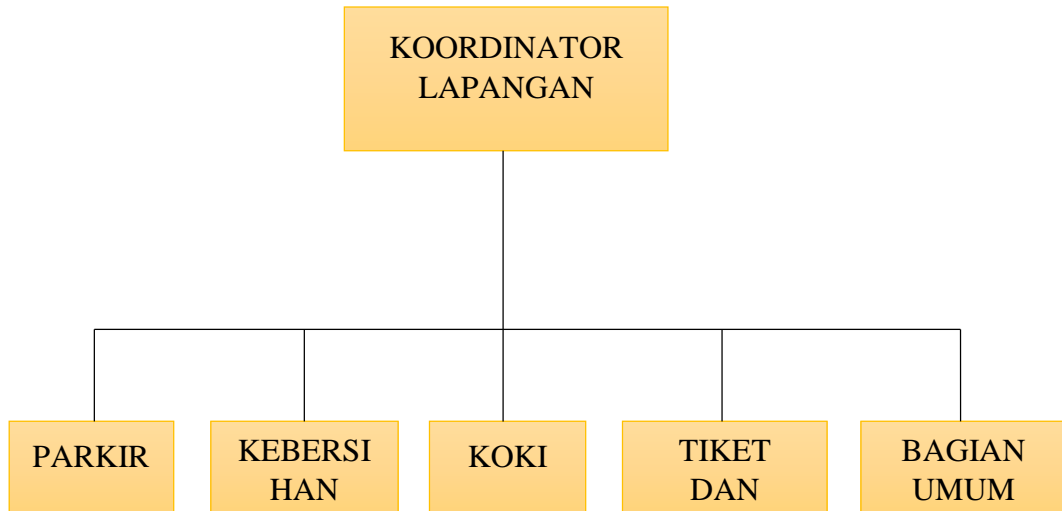 KOORDINATOR
LAPANGAN
PARKIR
KEBERSI
HAN
KOKI
TIKET
DAN
BAGIAN
UMUM